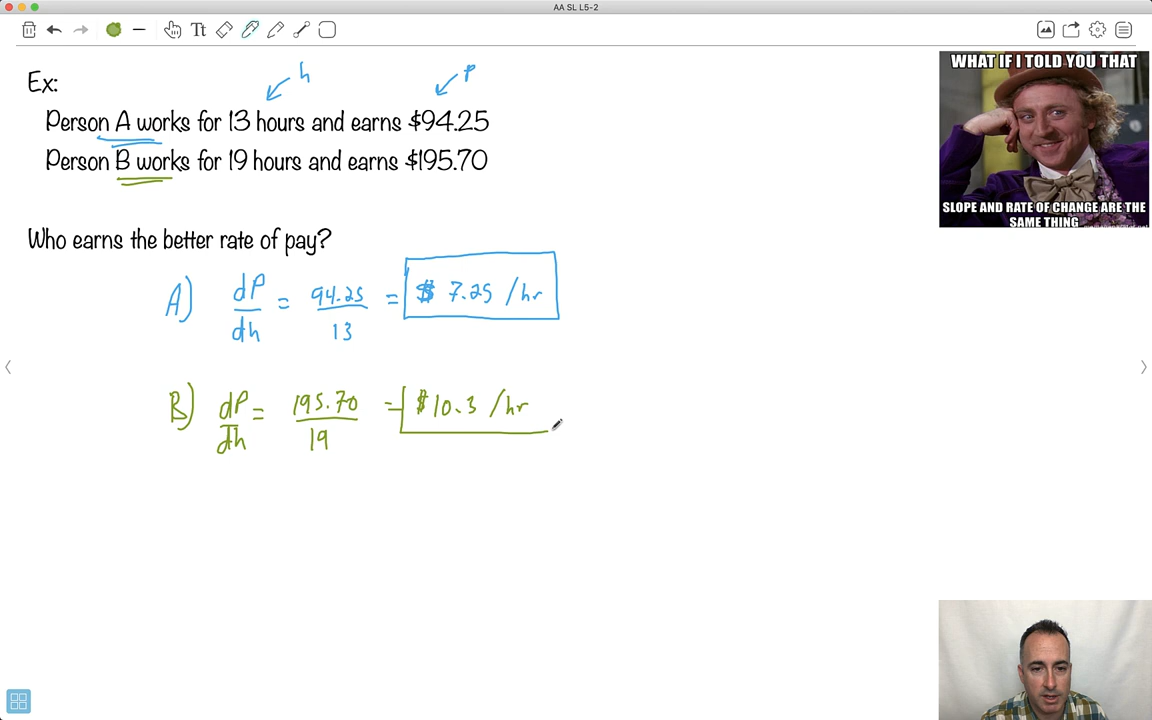 AA SL L5-2
Tt
WHAT IF I TOLD YOU THAT
SLOPE AND RATE OF CHANGE ARE THE
SAME THING
Ex:
h
P
Person A works for 13 hours and earns $94.25
Person B works for 19 hours and earns $195.70
Who earns the better rate of pay?
A) dP/dh = 94.25/13 = $ 7.25 /hr
B) dP/dh = 195.70/19 = $10.3 /hr